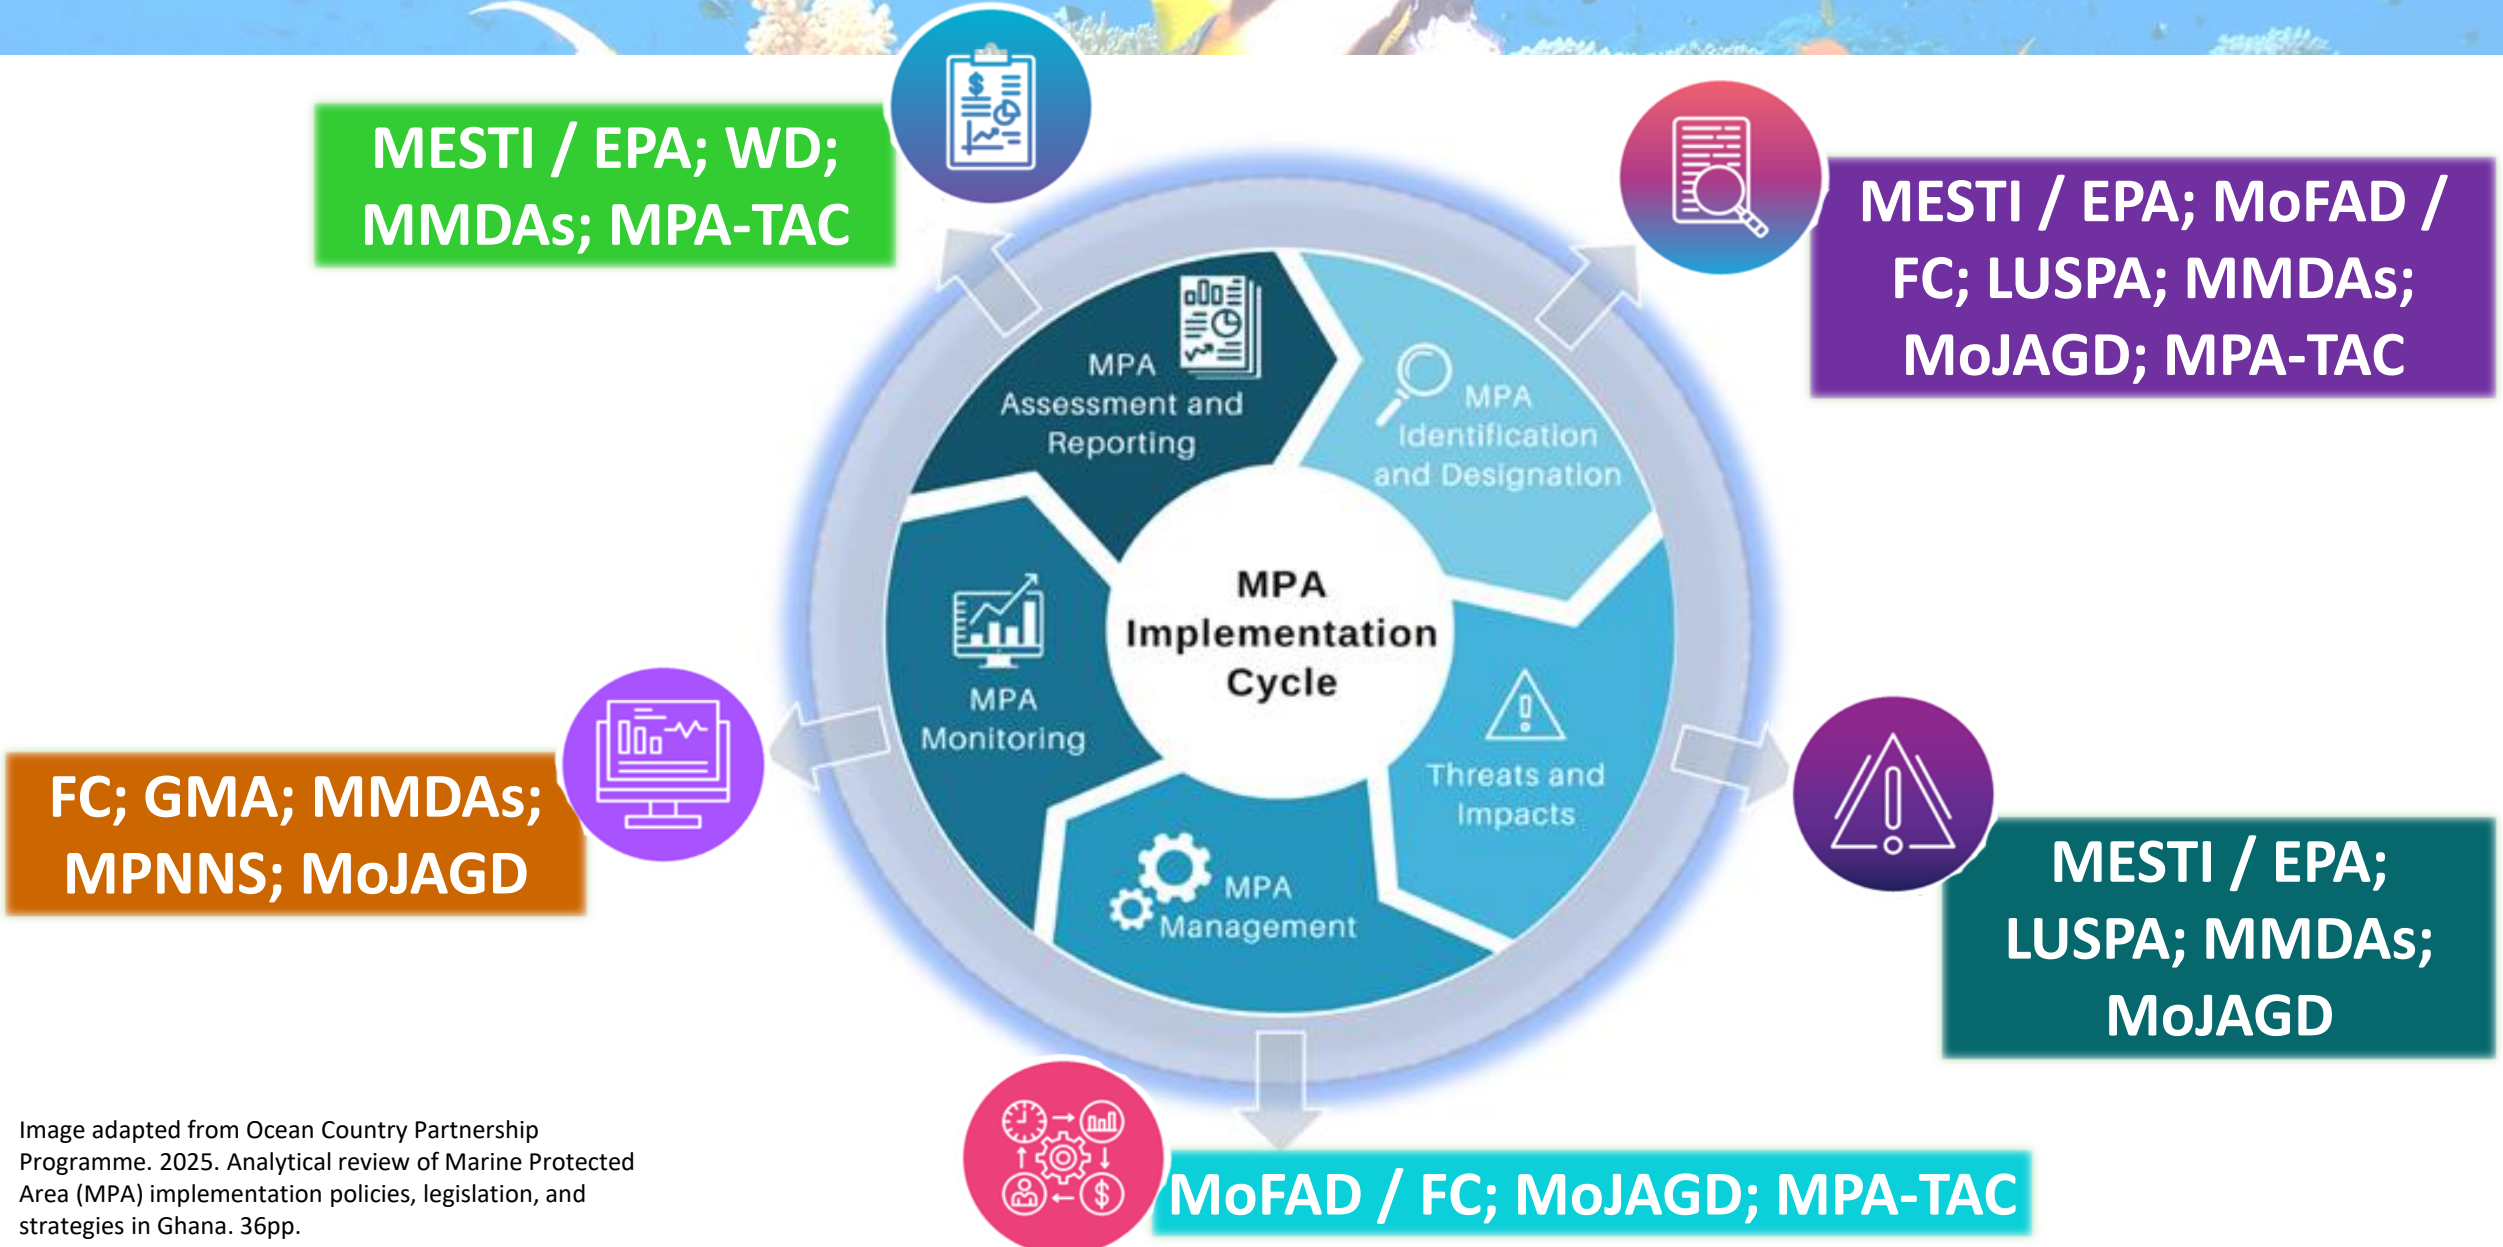 MESTI / EPA; WD;
MMDAs; MPA-TAC
MESTI / EPA; MoFAD /
FC; LUSPA; MMDAs;
MoJAGD; MPA-TAC
MPA
Assessment and
Reporting
MPA
Identification
and Designation
MPA
Implementation
Cycle
MPA
Monitoring
Threats and
Impacts
MPA
Management
FC; GMA; MMDAs;
MPNNS; MoJAGD
MESTI / EPA;
LUSPA; MMDAs;
MoJAGD
MoFAD / FC; MoJAGD; MPA-TAC
Image adapted from Ocean Country Partnership
Programme. 2025. Analytical review of Marine Protected
Area (MPA) implementation policies, legislation, and
strategies in Ghana. 36pp.